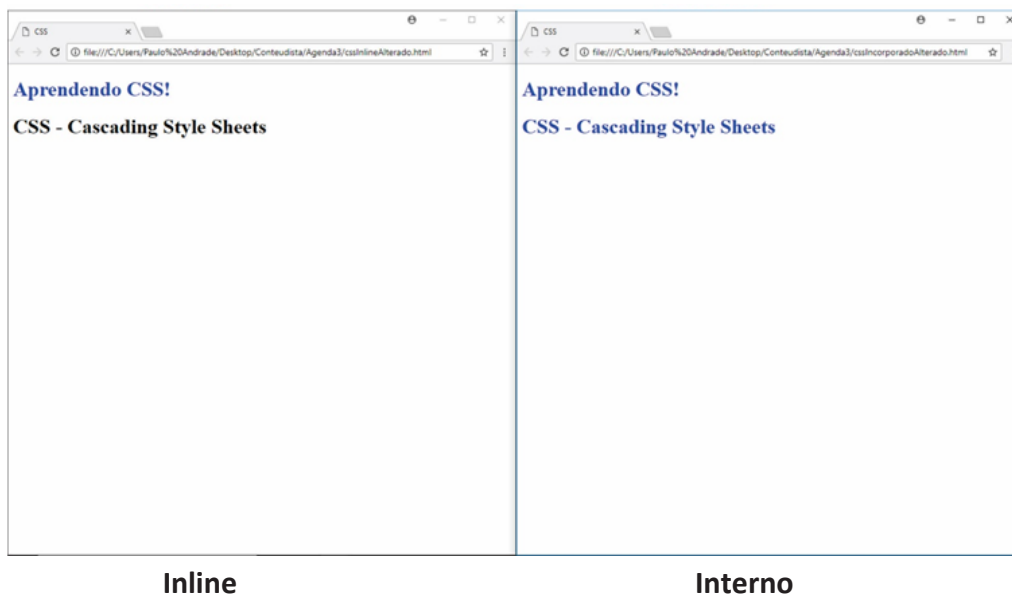 CSS
file:///C:/Users/Paulo%20Andrade/Desktop/Conteudista/Agenda3/cssInlineAlterado.html
Aprendendo CSS!
CSS - Cascading Style Sheets
CSS
file:///C:/Users/Paulo%20Andrade/Desktop/Conteudista/Agenda3/cssIncorporadoAlterado.html
Aprendendo CSS!
CSS - Cascading Style Sheets
Inline
Interno